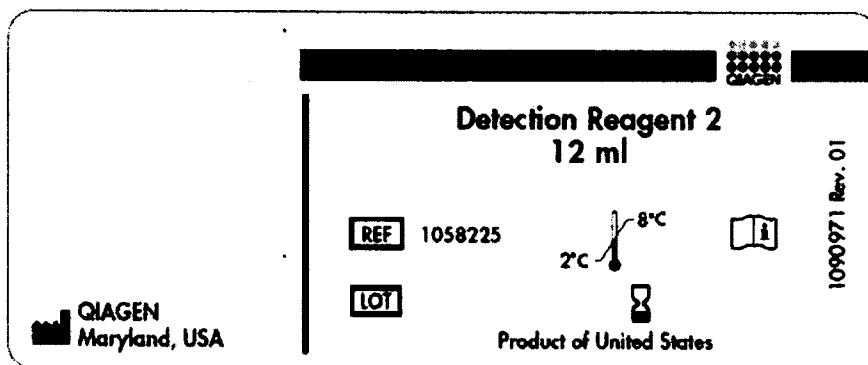 QIAGEN
Detection Reagent 2
12 ml
REF 1058225
8°C
2°C
i
LOT
QIAGEN
Maryland, USA
Product of United States
1090971 Rev. 01